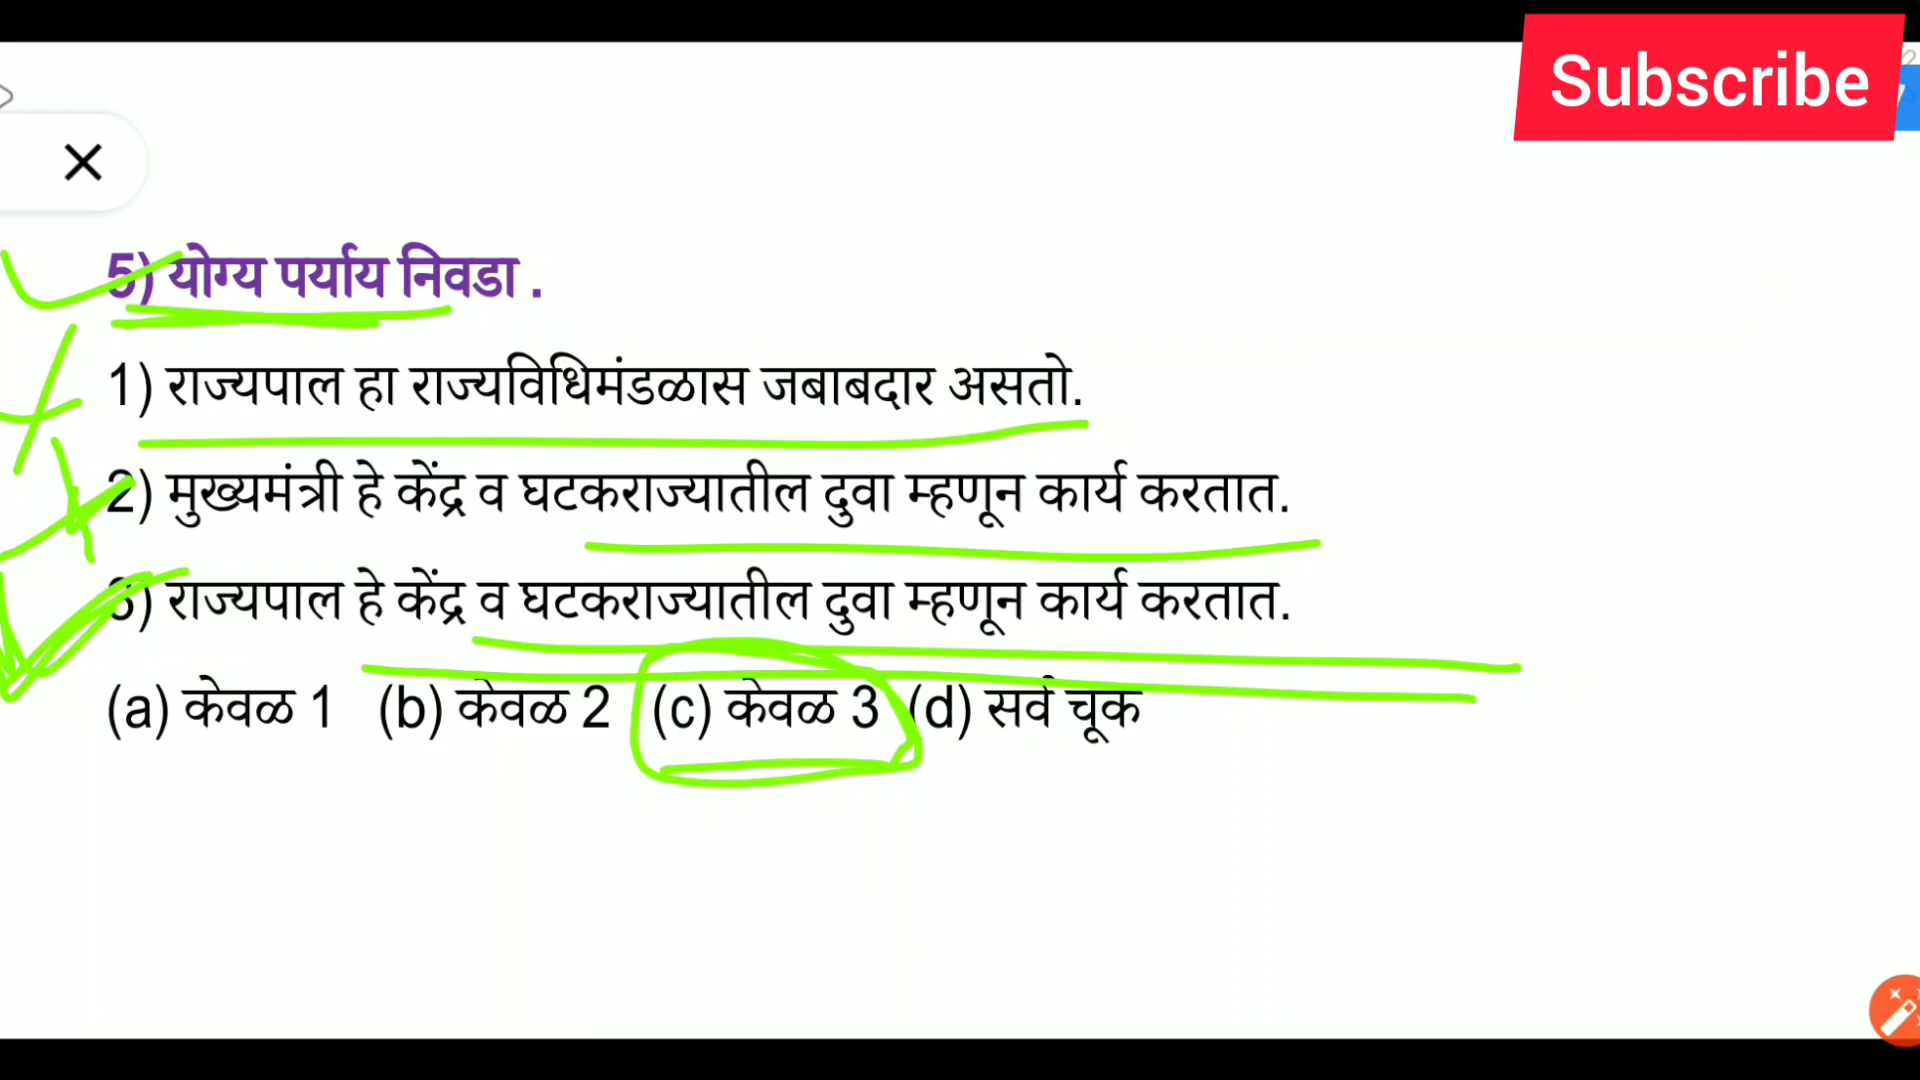 Subscribe
5) योग्य पर्याय निवडा .
1) राज्यपाल हा राज्यविधिमंडळास जबाबदार असतो.
2) मुख्यमंत्री हे केंद्र व घटकराज्यातील दुवा म्हणून कार्य करतात.
3) राज्यपाल हे केंद्र व घटकराज्यातील दुवा म्हणून कार्य करतात.
(a) केवळ 1 (b) केवळ 2 (c) केवळ 3 (d) सर्व चूक